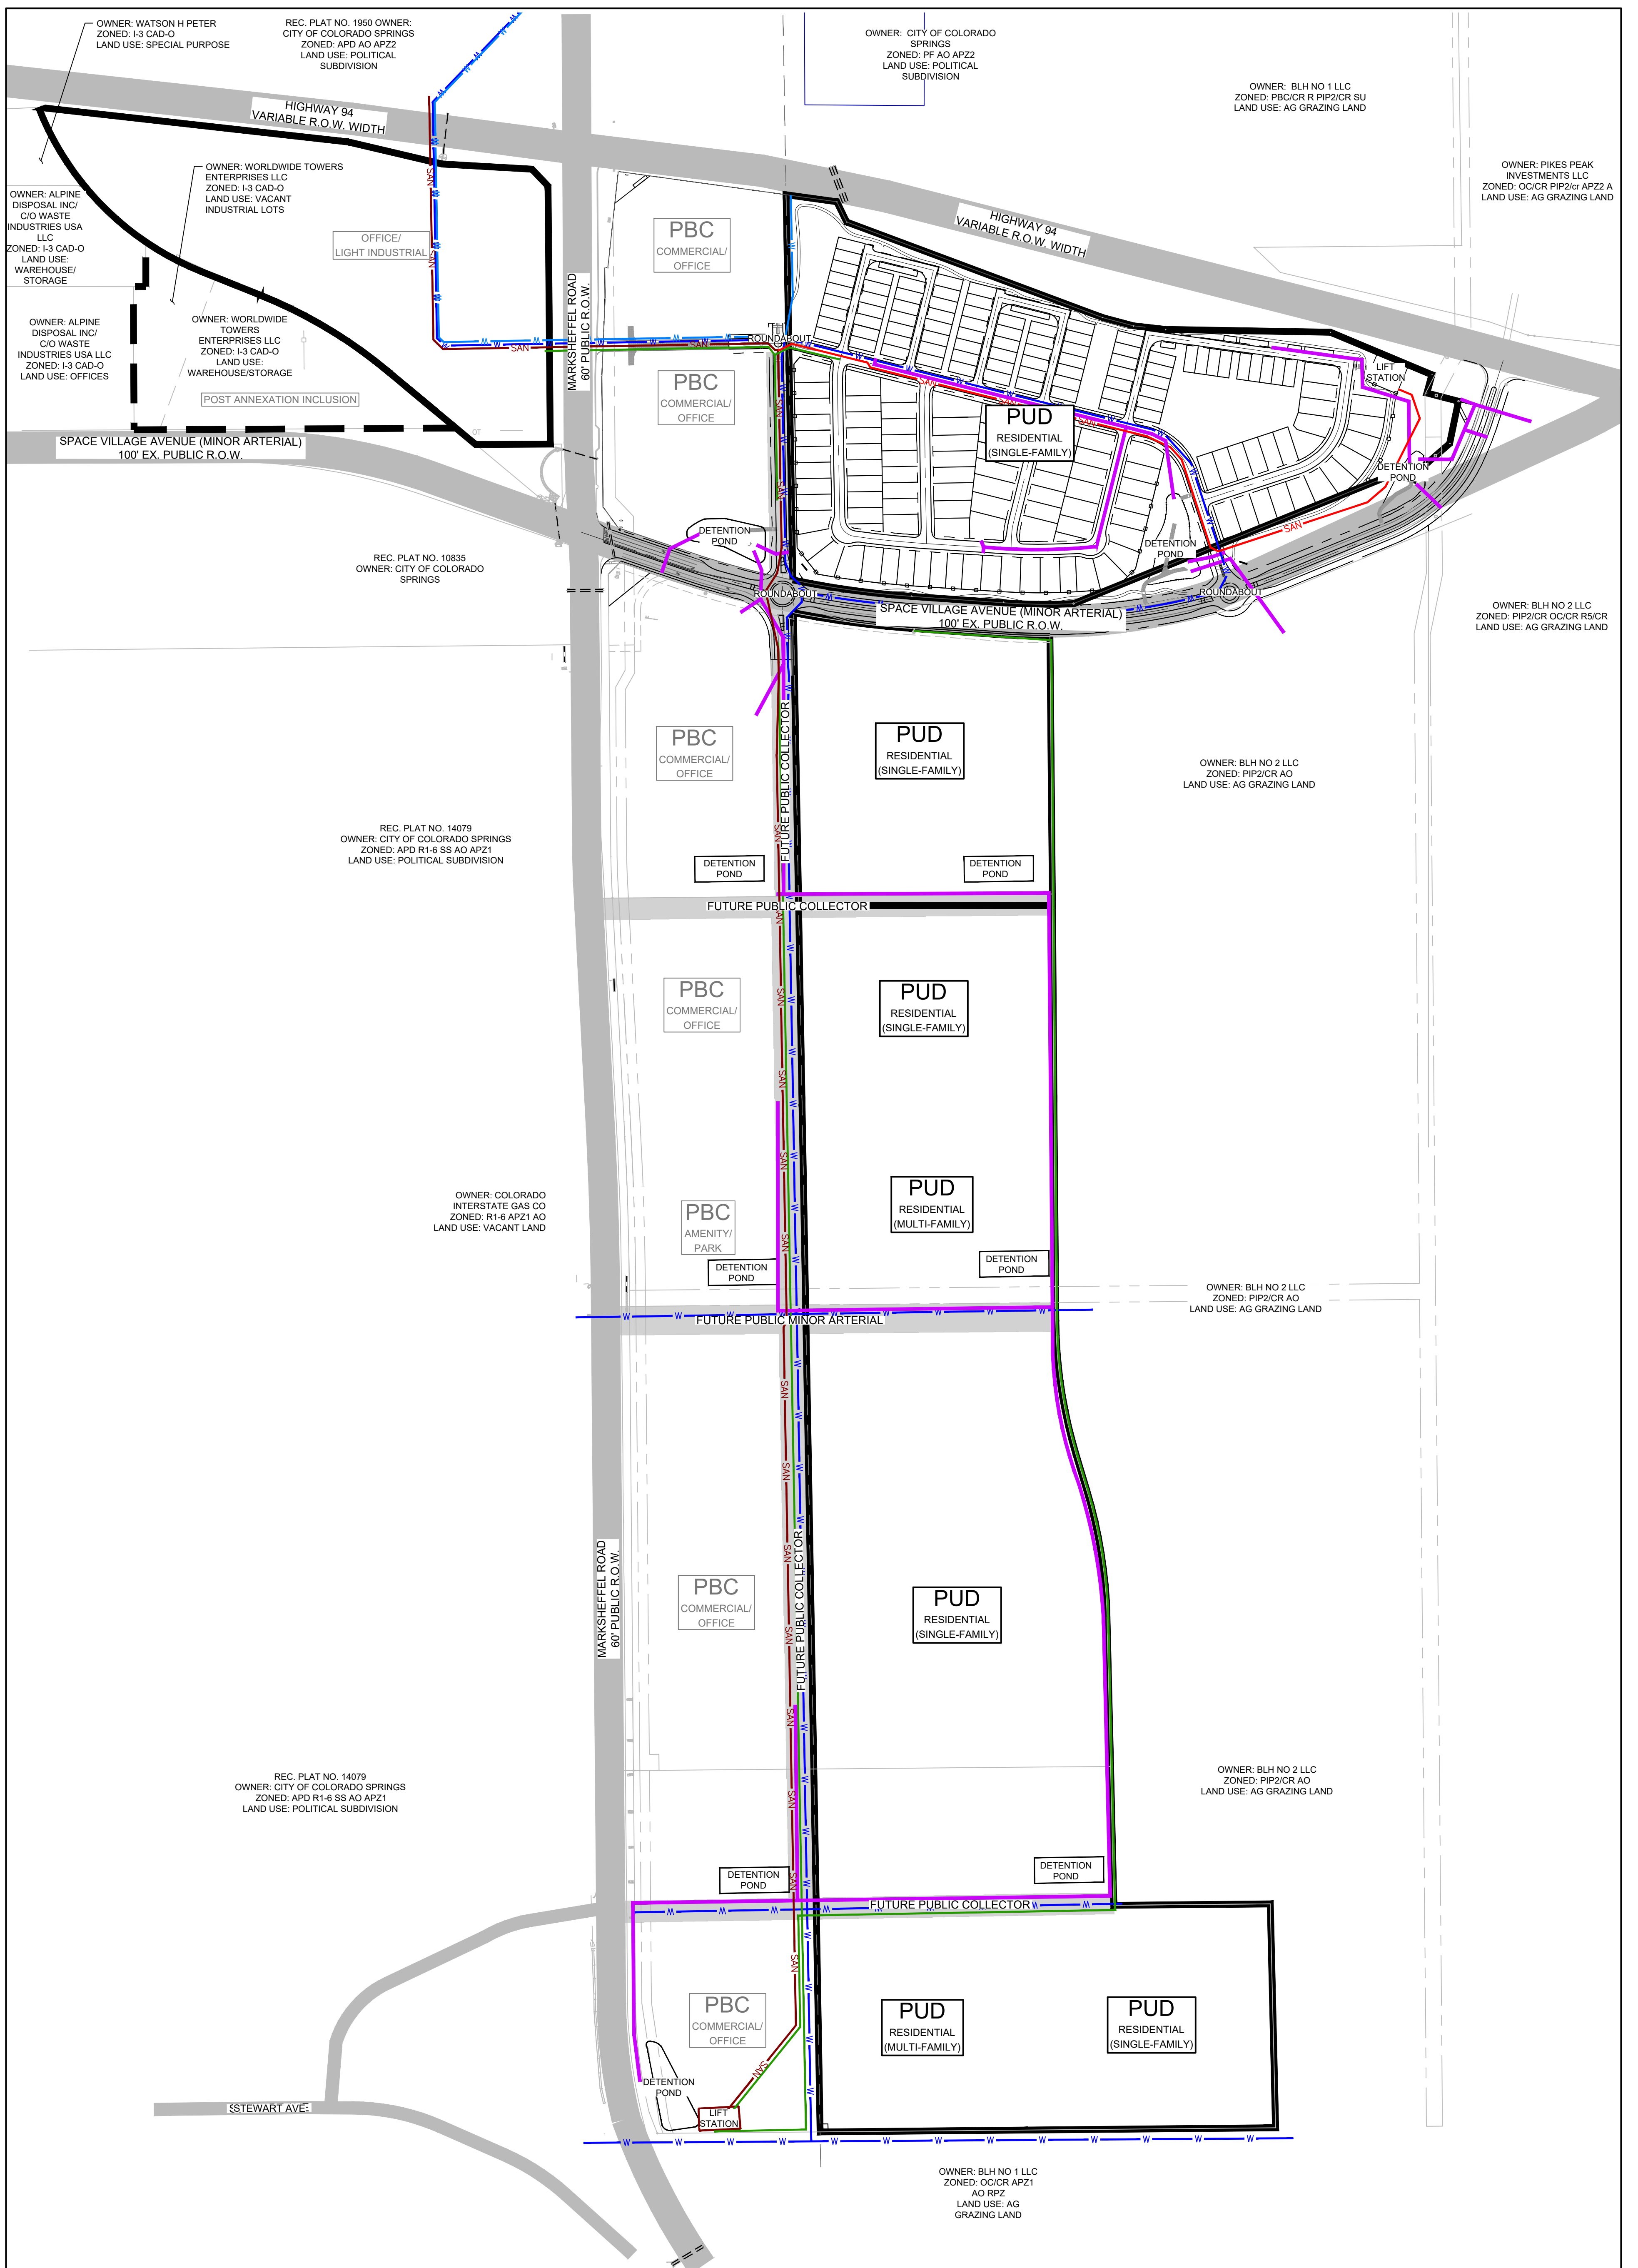 OWNER: WATSON H PETER
ZONED: I-3 CAD-O
LAND USE: SPECIAL PURPOSE
REC. PLAT NO. 1950 OWNER:
CITY OF COLORADO SPRINGS
ZONED: APD AO APZ2
LAND USE: POLITICAL
SUBDIVISION
OWNER: CITY OF COLORADO
SPRINGS
ZONED: PF AO APZ2
LAND USE: POLITICAL
SUBDIVISION
OWNER: BLH NO 1 LLC
ZONED: PBC/CR R PIP2/CR SU
LAND USE: AG GRAZING LAND
OWNER: PIKES PEAK
INVESTMENTS LLC
ZONED: OC/CR PIP2/cr APZ2 A
LAND USE: AG GRAZING LAND
HIGHWAY 94
VARIABLE R.O.W. WIDTH
OWNER: WORLDWIDE TOWERS
ENTERPRISES LLC
ZONED: I-3 CAD-O
LAND USE: VACANT
INDUSTRIAL LOTS
OWNER: ALPINE
DISPOSAL INC/
C/O WASTE
INDUSTRIES USA
LLC
ZONED: I-3 CAD-O
LAND USE:
WAREHOUSE/
STORAGE
OFFICE/
LIGHT INDUSTRIAL
PBC
COMMERCIAL/
OFFICE
HIGHWAY 94
VARIABLE R.O.W. WIDTH
MARKSHEFFEL ROAD
60' PUBLIC R.O.W.
OWNER: ALPINE
DISPOSAL INC/
C/O WASTE
INDUSTRIES USA LLC
ZONED: I-3 CAD-O
LAND USE: OFFICES
OWNER: WORLDWIDE
TOWERS
ENTERPRISES LLC
ZONED: I-3 CAD-O
LAND USE:
WAREHOUSE/STORAGE
POST ANNEXATION INCLUSION
ROUNDABOUT
PBC
COMMERCIAL/
OFFICE
PUD
RESIDENTIAL
(SINGLE-FAMILY)
LIFT
STATION
DETENTION
POND
SPACE VILLAGE AVENUE (MINOR ARTERIAL)
100' EX. PUBLIC R.O.W.
DETENTION
POND
DETENTION
POND
REC. PLAT NO. 10835
OWNER: CITY OF COLORADO
SPRINGS
ROUNDABOUT
ROUNDABOUT
SPACE VILLAGE AVENUE (MINOR ARTERIAL)
100' EX. PUBLIC R.O.W.
OWNER: BLH NO 2 LLC
ZONED: PIP2/CR OC/CR R5/CR
LAND USE: AG GRAZING LAND
PBC
COMMERCIAL/
OFFICE
FUTURE PUBLIC COLLECTOR
PUD
RESIDENTIAL
(SINGLE-FAMILY)
OWNER: BLH NO 2 LLC
ZONED: PIP2/CR AO
LAND USE: AG GRAZING LAND
REC. PLAT NO. 14079
OWNER: CITY OF COLORADO SPRINGS
ZONED: APD R1-6 SS AO APZ1
LAND USE: POLITICAL SUBDIVISION
DETENTION
POND
DETENTION
POND
FUTURE PUBLIC COLLECTOR
PBC
COMMERCIAL/
OFFICE
PUD
RESIDENTIAL
(SINGLE-FAMILY)
OWNER: COLORADO
INTERSTATE GAS CO
ZONED: R1-6 APZ1 AO
LAND USE: VACANT LAND
PBC
AMENITY/
PARK
PUD
RESIDENTIAL
(MULTI-FAMILY)
DETENTION
POND
DETENTION
POND
OWNER: BLH NO 2 LLC
ZONED: PIP2/CR AO
LAND USE: AG GRAZING LAND
FUTURE PUBLIC MINOR ARTERIAL
MARKSHEFFEL ROAD
60' PUBLIC R.O.W.
PBC
COMMERCIAL/
OFFICE
FUTURE PUBLIC COLLECTOR
PUD
RESIDENTIAL
(SINGLE-FAMILY)
REC. PLAT NO. 14079
OWNER: CITY OF COLORADO SPRINGS
ZONED: APD R1-6 SS AO APZ1
LAND USE: POLITICAL SUBDIVISION
OWNER: BLH NO 2 LLC
ZONED: PIP2/CR AO
LAND USE: AG GRAZING LAND
DETENTION
POND
DETENTION
POND
FUTURE PUBLIC COLLECTOR
PBC
COMMERCIAL/
OFFICE
PUD
RESIDENTIAL
(MULTI-FAMILY)
PUD
RESIDENTIAL
(SINGLE-FAMILY)
DETENTION
POND
LIFT
STATION
STEWART AVE
OWNER: BLH NO 1 LLC
ZONED: OC/CR APZ1
AO RPZ
LAND USE: AG
GRAZING LAND